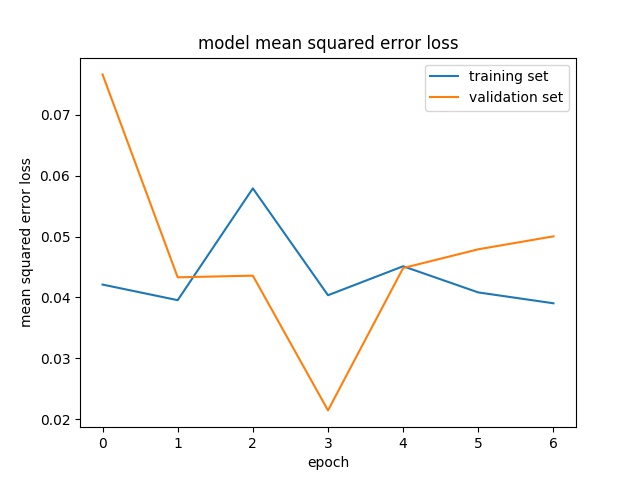 model mean squared error loss
training set
validation set
0.07
0.06
0.05
0.04
0.03
0.02
mean squared error loss
0 1 2 3 4 5 6
epoch